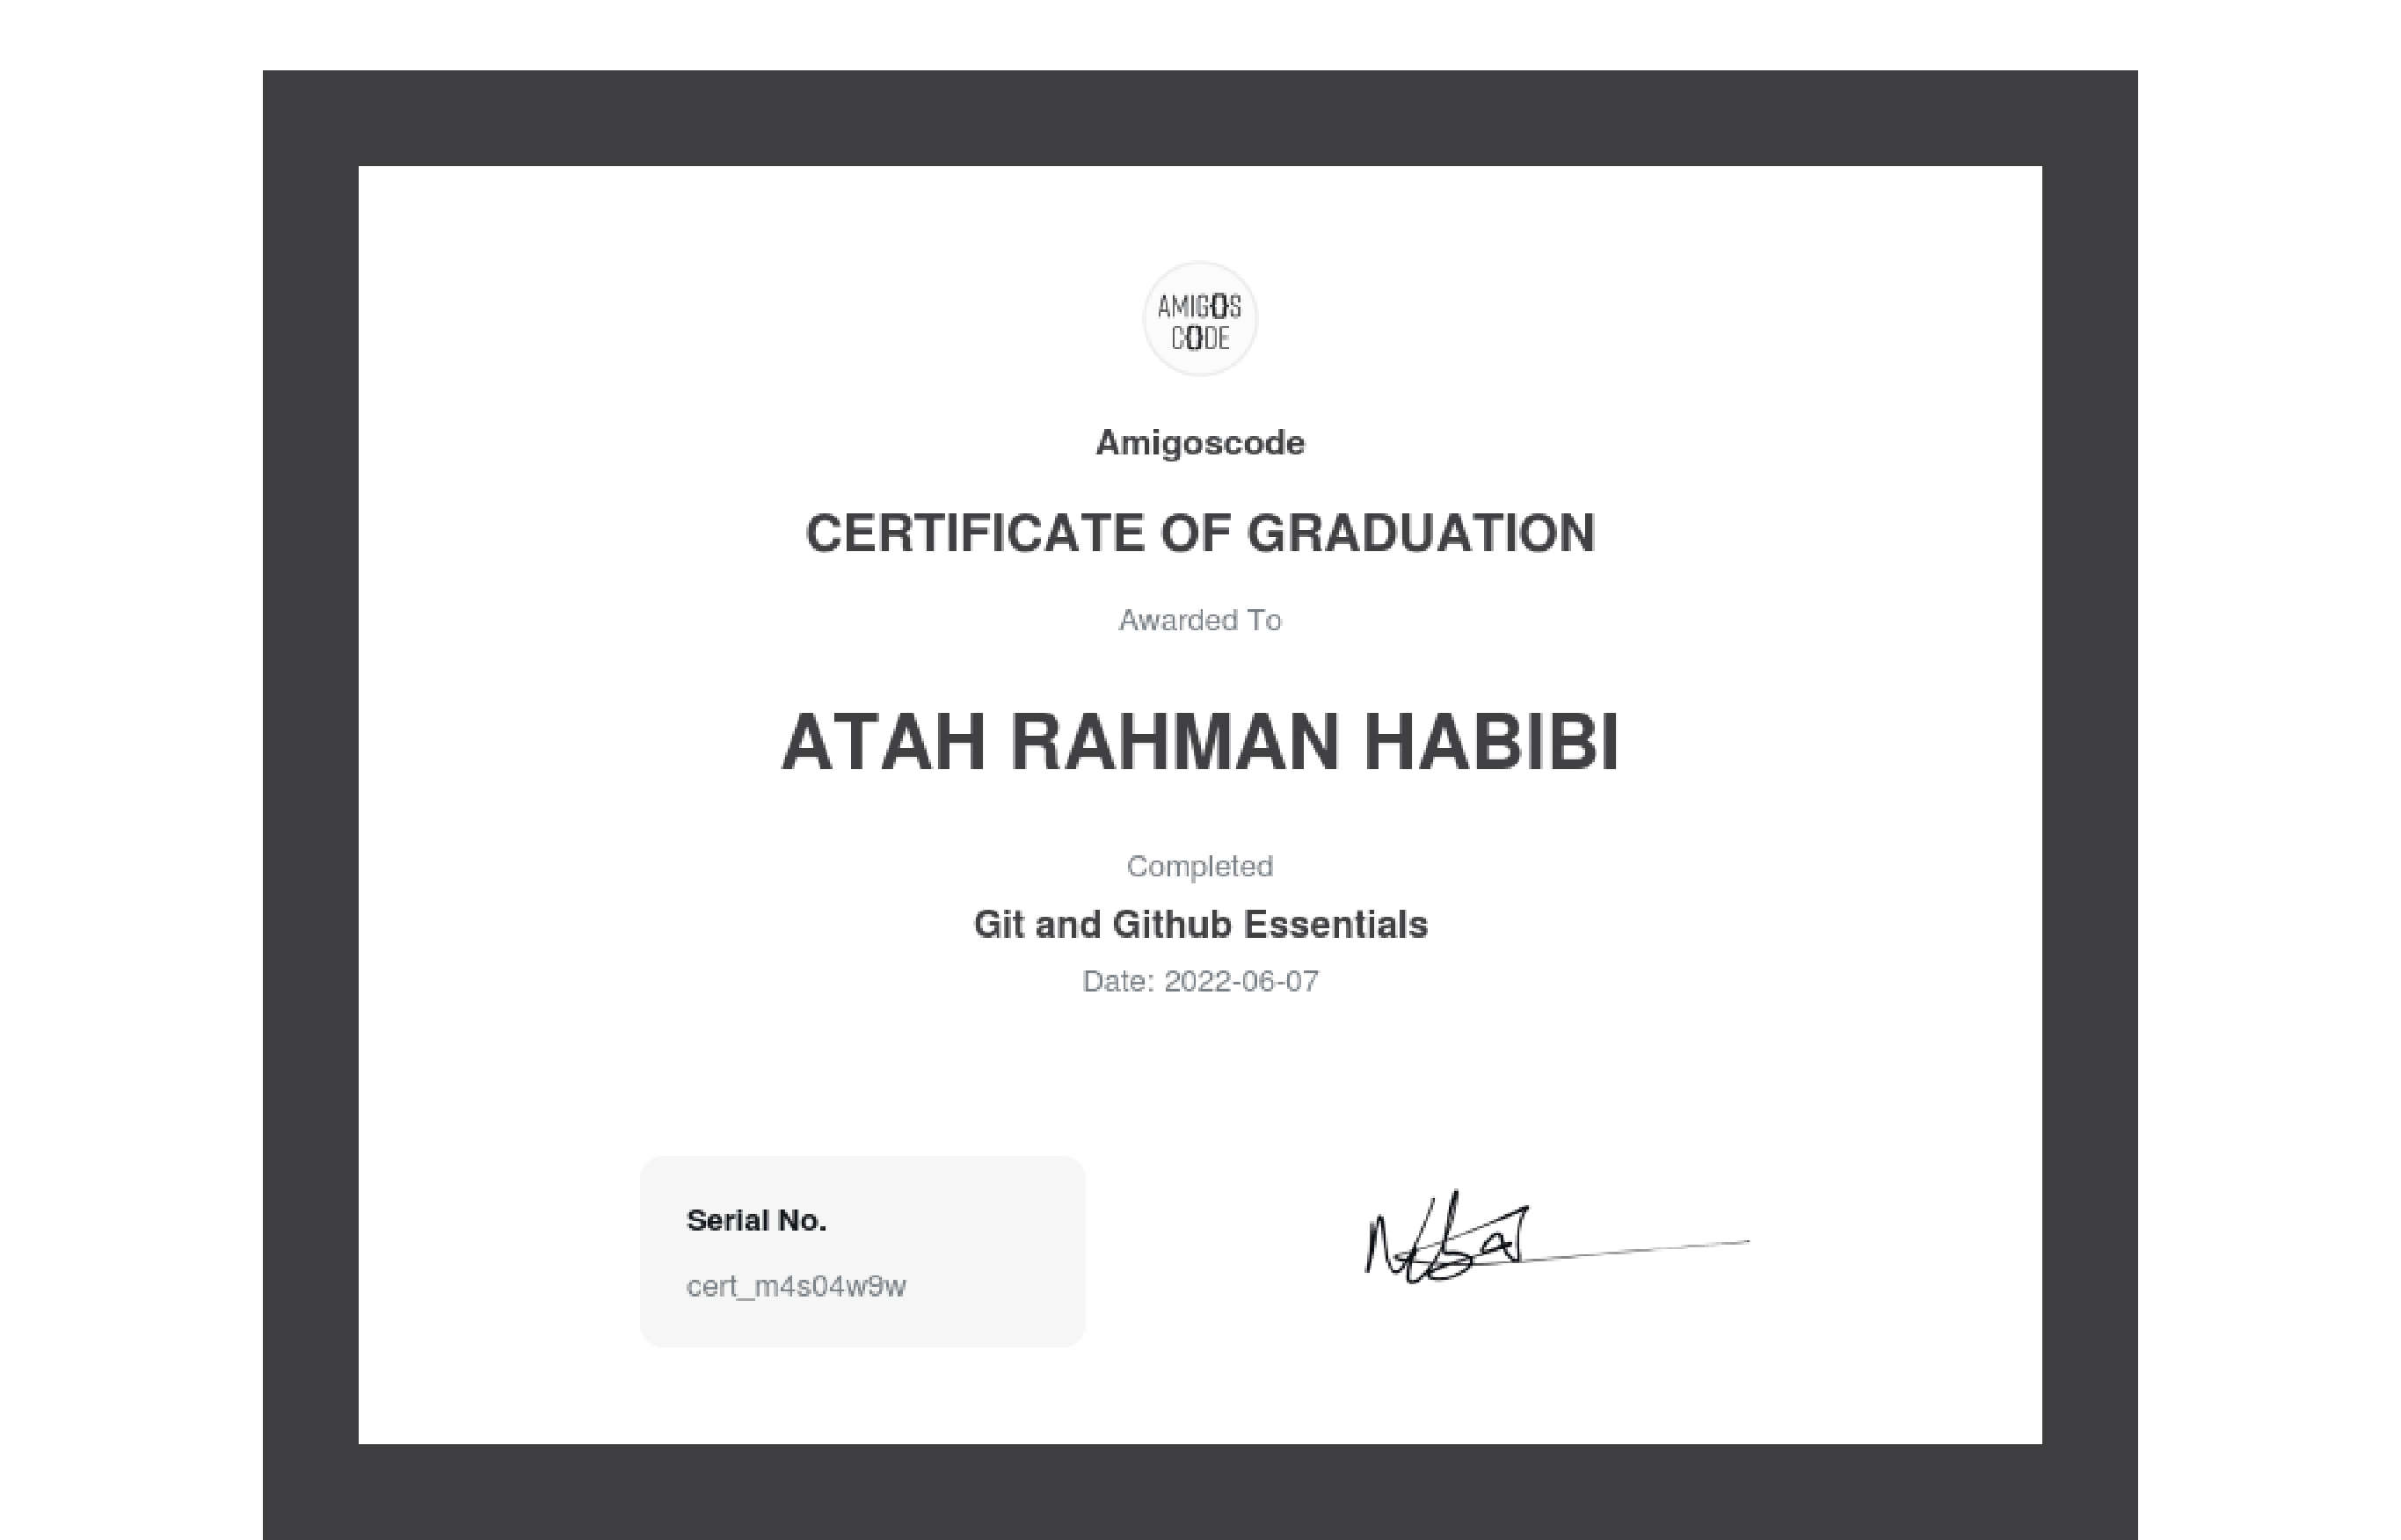 AMIGOS
CODE
Amigoscode
CERTIFICATE OF GRADUATION
Awarded To
ATAH RAHMAN HABIBI
Completed
Git and Github Essentials
Date: 2022-06-07
Serial No.
cert_m4s04w9w